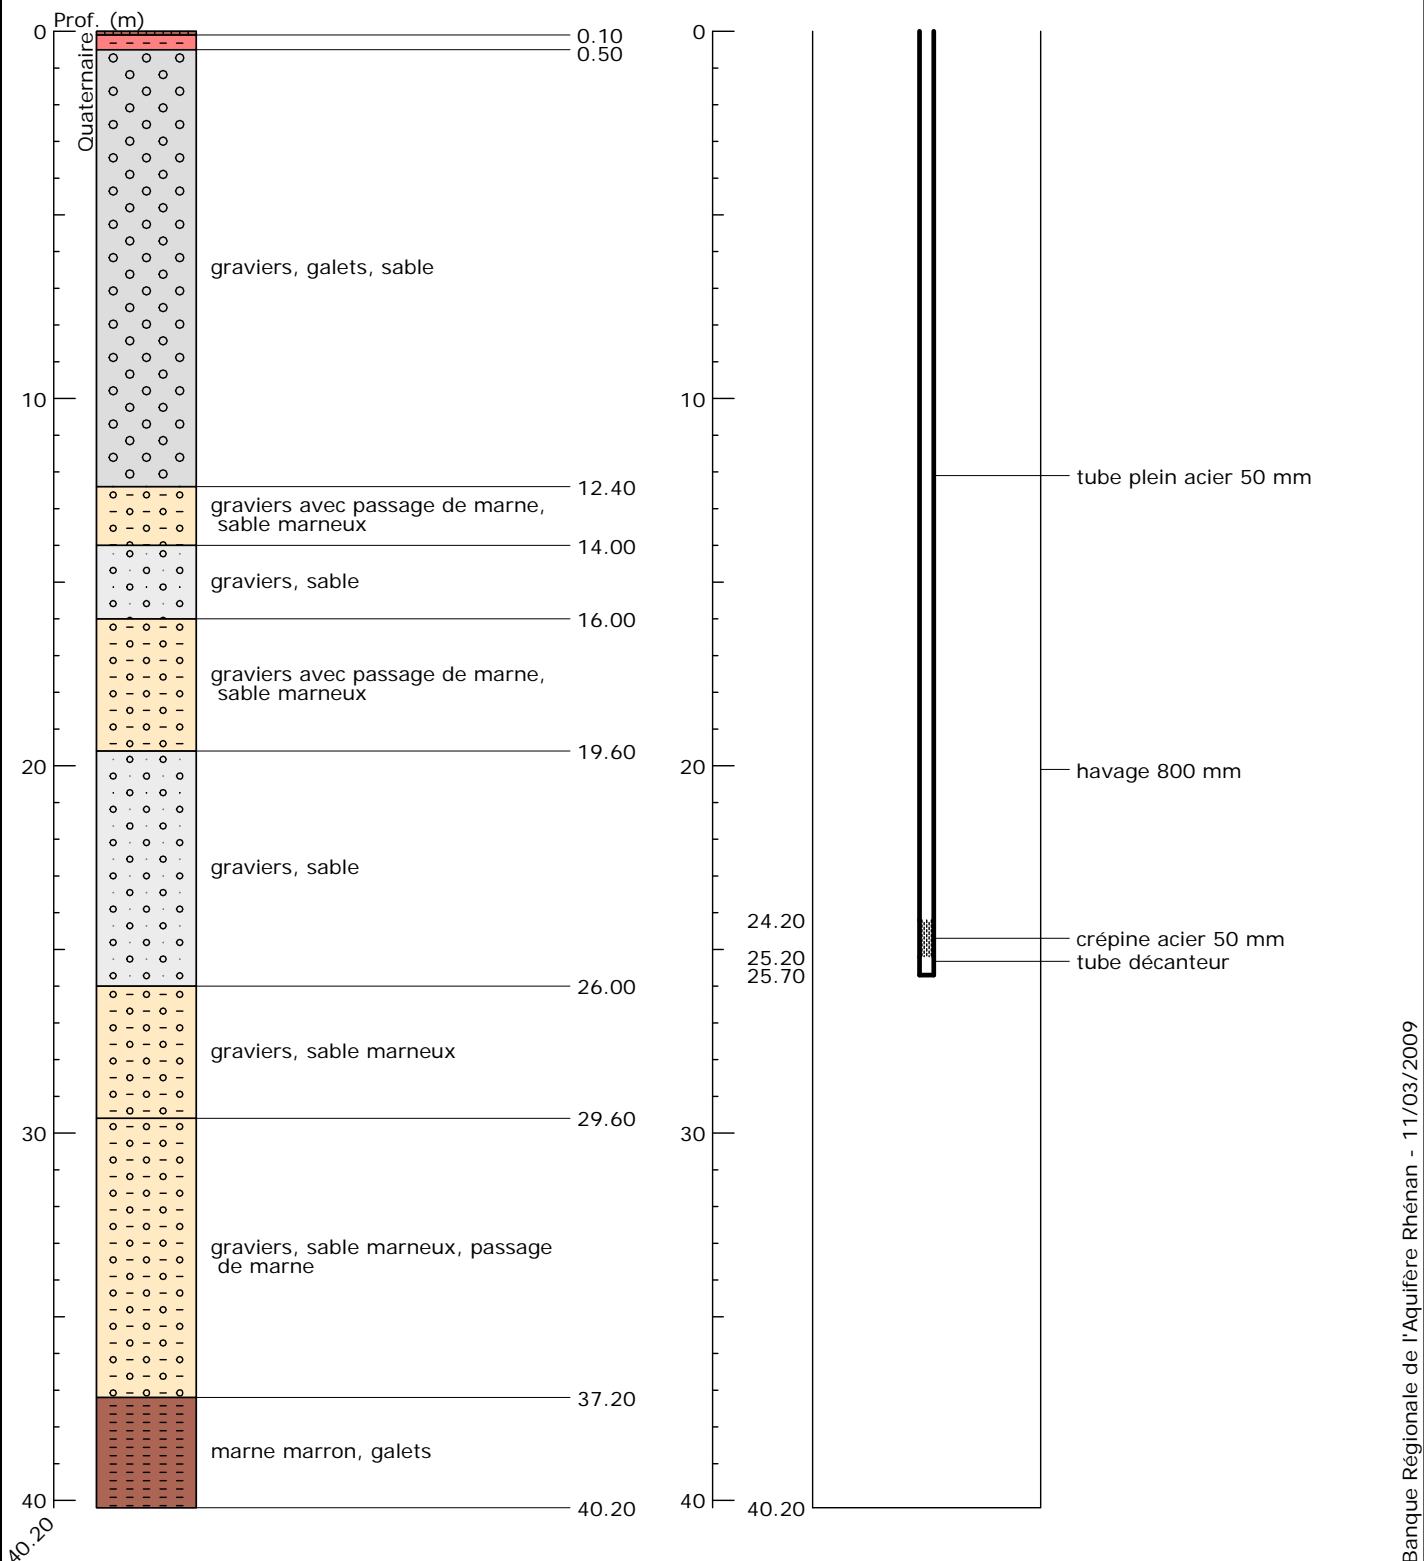 Prof. (m)
0
Quaternaire
0.10
0.50
graviers, galets, sable
10
12.40
graviers avec passage de marne,
sable marneux
14.00
graviers, sable
16.00
graviers avec passage de marne,
sable marneux
19.60
20
graviers, sable
26.00
graviers, sable marneux
29.60
30
graviers, sable marneux, passage
de marne
37.20
marne marron, galets
40
40.20
40.20
0
10
tube plein acier 50 mm
20
havage 800 mm
24.20
crépine acier 50 mm
25.20
tube décanteur
25.70
30
40
40.20
Banque Régionale de l'Aquifère Rhénan - 11/03/2009